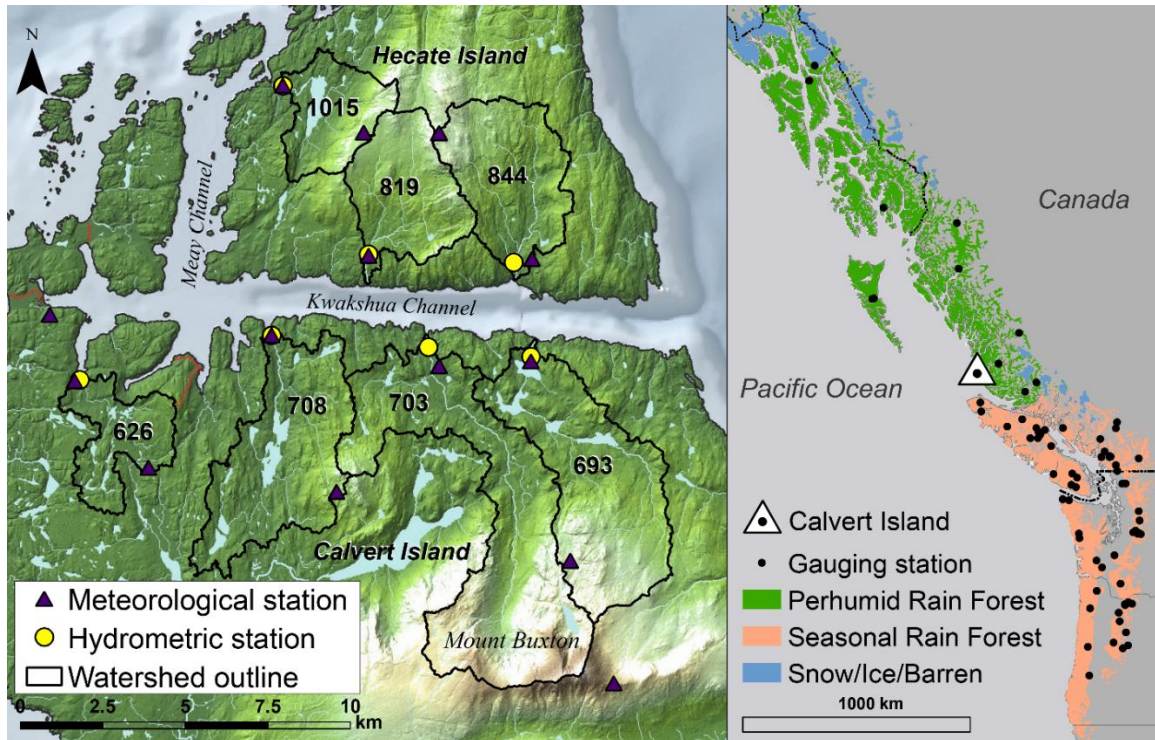 N
Hecate Island
1015
819
844
Meay Channel
Kwakshua Channel
626
708
703
693
Calvert Island
Mount Buxton
Meteorological station
Hydrometric station
Watershed outline
0 2.5 5 7.5 10
km
Canada
Pacific Ocean
Calvert Island
Gauging station
Perhumid Rain Forest
Seasonal Rain Forest
Snow/Ice/Barren
1000 km